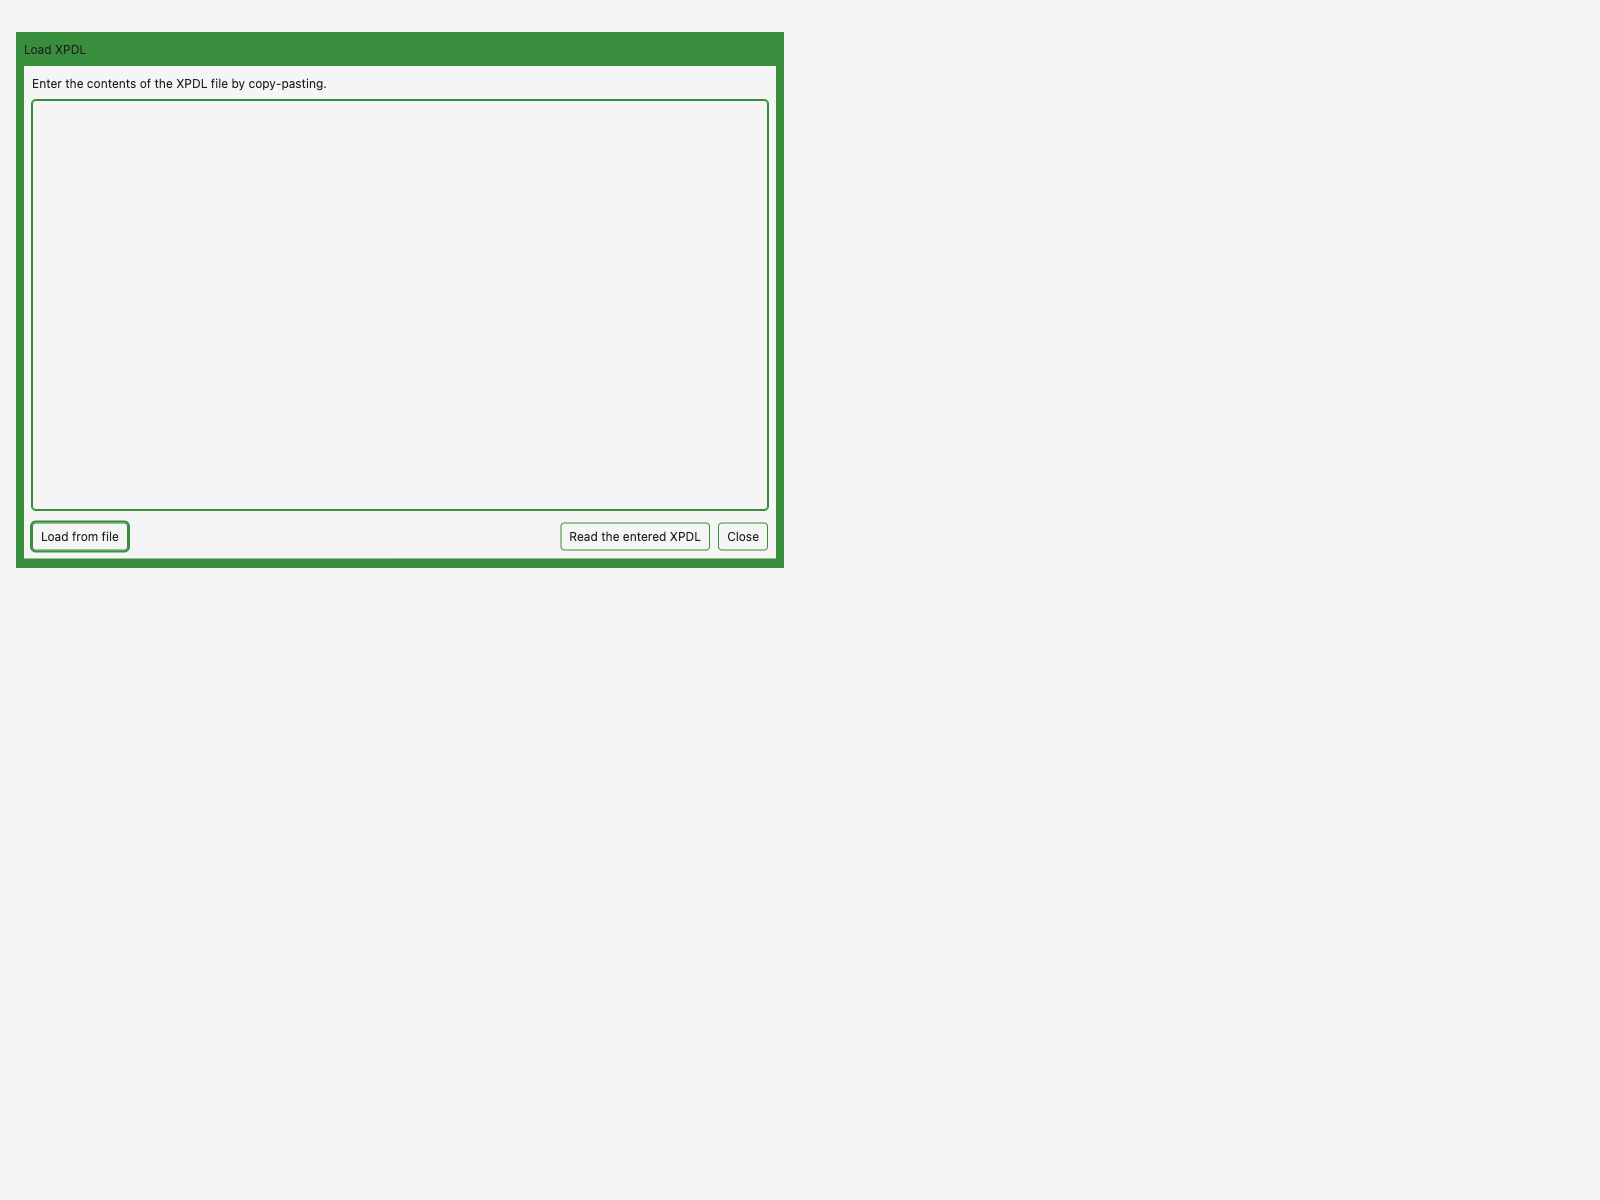 Load XPDL
Enter the contents of the XPDL file by copy-pasting.
Load from file
Read the entered XPDL
Close